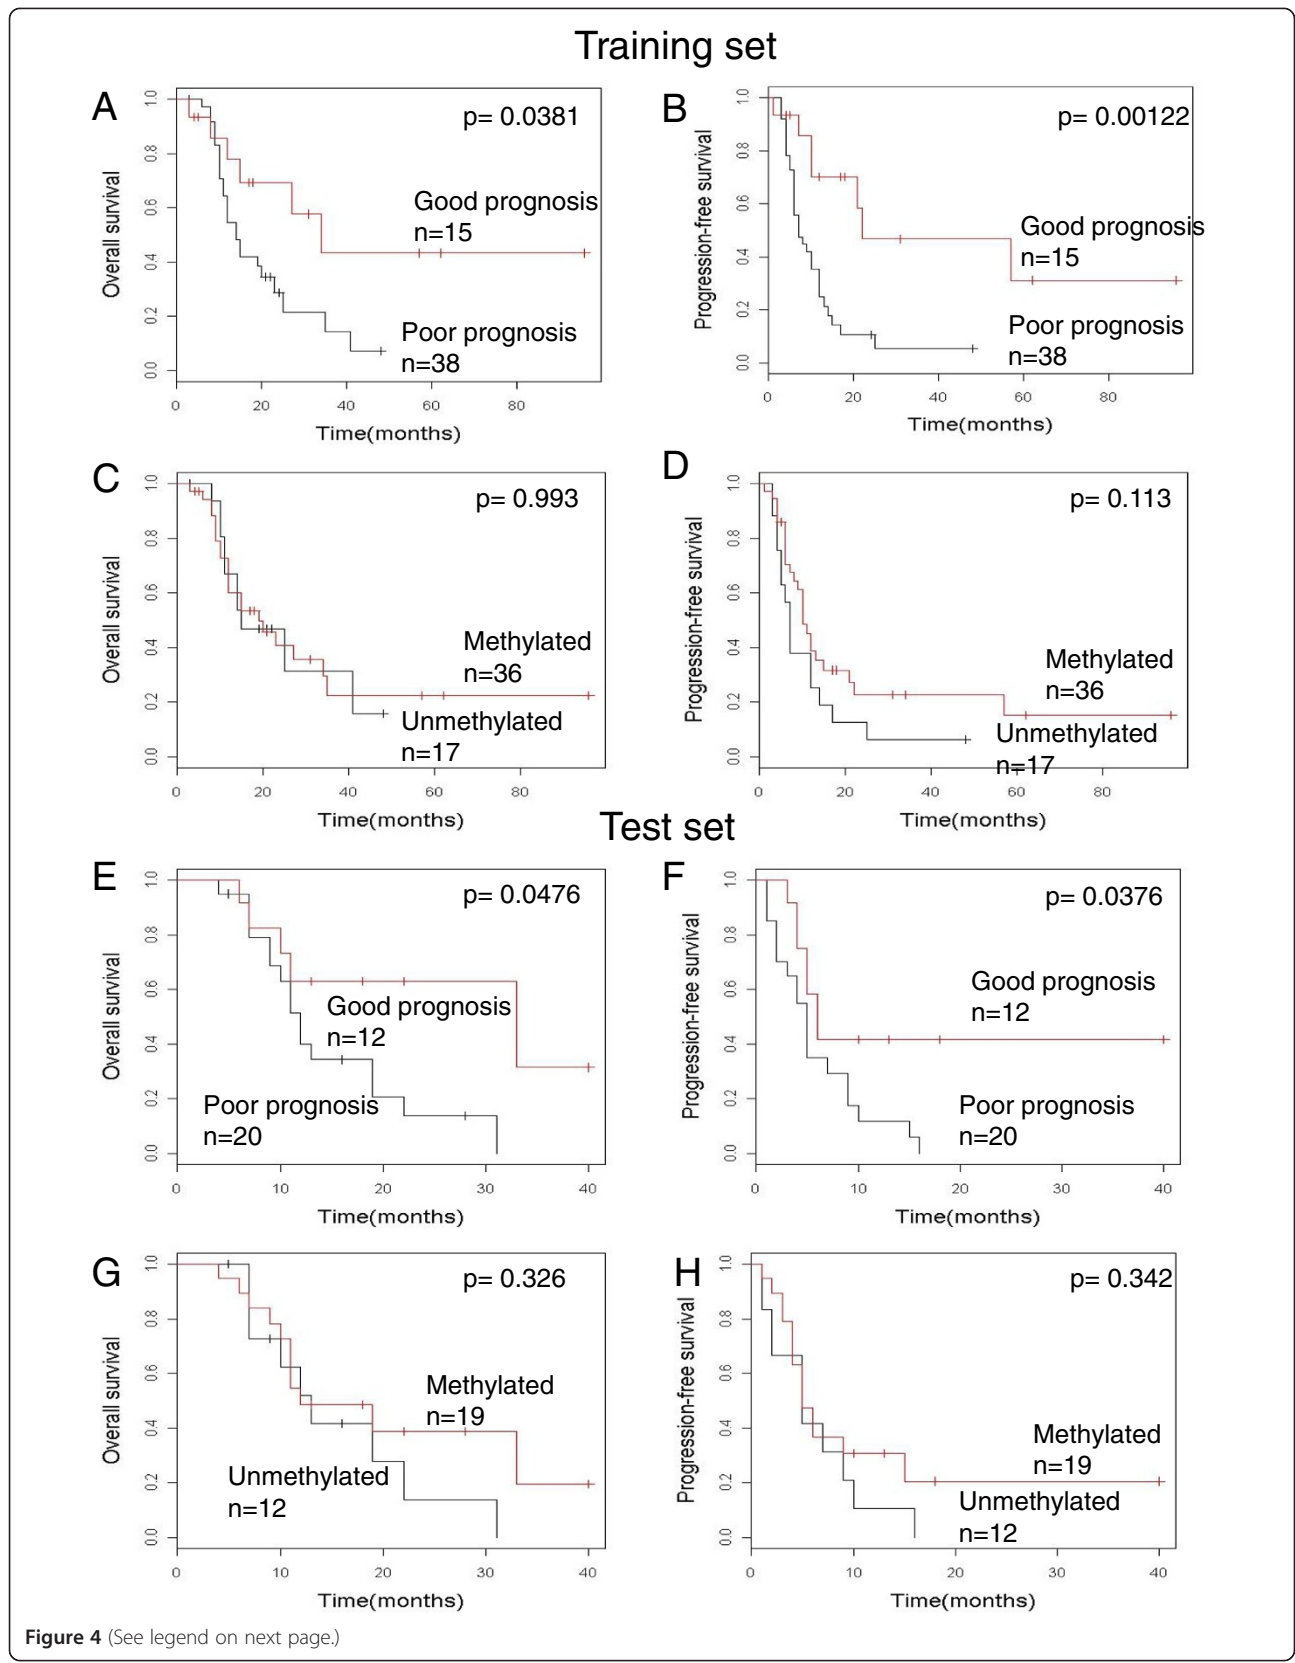 Training set
A
p= 0.0381
Overall survival
1.0
0.8
0.6
0.4
0.2
0.0
Good prognosis
n=15
Poor prognosis
n=38
0 20 40 60 80
Time(months)
B
p= 0.00122
Progression-free survival
1.0
0.8
0.6
0.4
0.2
0.0
Good prognosis
n=15
Poor prognosis
n=38
0 20 40 60 80
Time(months)
C
p= 0.993
Overall survival
1.0
0.8
0.6
0.4
0.2
0.0
Methylated
n=36
Unmethylated
n=17
0 20 40 60 80
Time(months)
D
p= 0.113
Progression-free survival
1.0
0.8
0.6
0.4
0.2
0.0
Methylated
n=36
Unmethylated
n=17
0 20 40 60 80
Time(months)
Test set
E
p= 0.0476
Overall survival
1.0
0.8
0.6
0.4
0.2
0.0
Good prognosis
n=12
Poor prognosis
n=20
0 10 20 30 40
Time(months)
F
p= 0.0376
Progression-free survival
1.0
0.8
0.6
0.4
0.2
0.0
Good prognosis
n=12
Poor prognosis
n=20
0 10 20 30 40
Time(months)
G
p= 0.326
Overall survival
1.0
0.8
0.6
0.4
0.2
0.0
Methylated
n=19
Unmethylated
n=12
0 10 20 30 40
Time(months)
H
p= 0.342
Progression-free survival
1.0
0.8
0.6
0.4
0.2
0.0
Methylated
n=19
Unmethylated
n=12
0 10 20 30 40
Time(months)
Figure 4 (See legend on next page.)